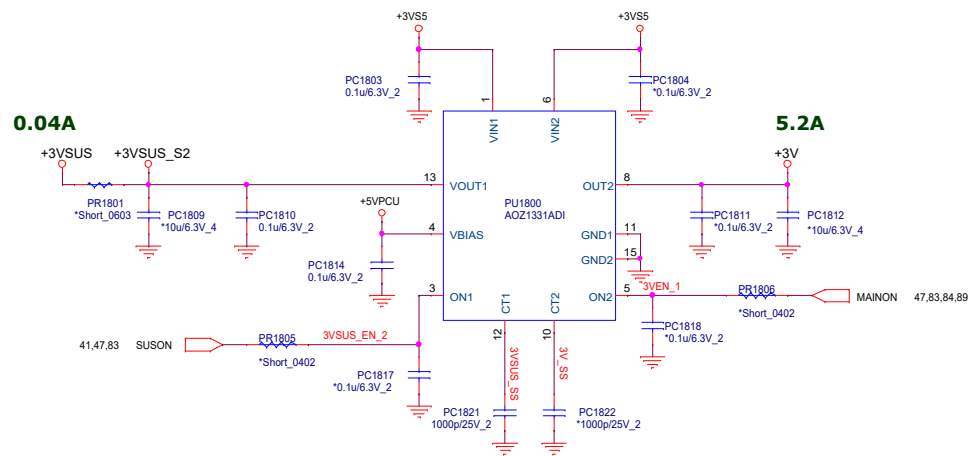 +3VS5
+3VS5
PC1803
0.1u/6.3V_2
PC1804
*0.1u/6.3V_2
1
6
VIN1
VIN2
0.04A
5.2A
+3VSUS
+3VSUS_S2
+3V
13
VOUT1
OUT2
8
PR1801
*Short_0603
PC1809
*10u/6.3V_4
PC1810
0.1u/6.3V_2
PU1800
AOZ1331ADI
PC1811
*0.1u/6.3V_2
PC1812
*10u/6.3V_4
+5VPCU
4
VBIAS
GND1
11
GND2
15
PC1814
0.1u/6.3V_2
3
ON1
ON2
5
3VEN_1
PR1806
*Short_0402
MAINON
47,83,84,89
CT1
CT2
12
10
PC1818
*0.1u/6.3V_2
41,47,83
SUSON
PR1805
*Short_0402
3VSUS_EN_2
3VSUS_SS
3V_SS
PC1817
*0.1u/6.3V_2
PC1821
1000p/25V_2
PC1822
*1000p/25V_2